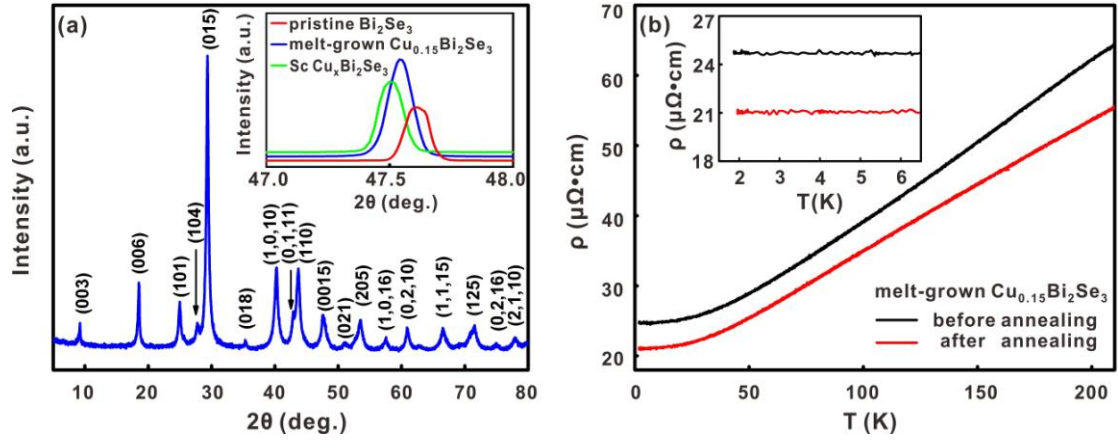 (a)
Intensity (a.u.)
(003)
(006)
(101)
(104)
(015)
(018)
(1,0,10)
(0,1,11)
(110)
(0015)
(021)
(205)
(1,0,16)
(0,2,10)
(1,1,15)
(125)
(0,2,16)
(2,1,10)
10 20 30 40 50 60 70 80
2θ (deg.)
Intensity (a.u.)
pristine Bi₂Se₃
melt-grown Cu₀.₁₅Bi₂Se₃
Sc CuₓBi₂Se₃
47.0 47.5 48.0
2θ (deg.)
(b)
ρ (μΩ•cm)
70
60
50
40
30
20
0 50 100 150 200
T (K)
ρ (μΩ•cm)
27
24
21
18
2 3 4 5 6
T(K)
melt-grown Cu₀.₁₅Bi₂Se₃
before annealing
after annealing